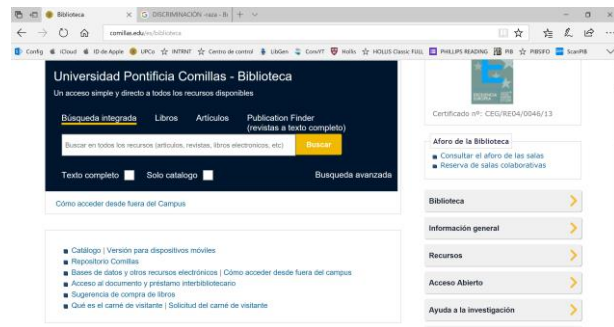 Biblioteca
DISCRIMINACIÓN -raza - Bi
comillas.edu/es/biblioteca
Config
iCloud
ID de Apple
UPCo
INTRNT
Centro de control
LibGen
ConvTT
Hollis
HOLLIS Classic FULL
PHILLIPS READING
PIB
PIBSIFO
ScanPIB
Universidad Pontificia Comillas - Biblioteca
Un acceso simple y directo a todos los recursos disponibles
Búsqueda integrada Libros Artículos Publication Finder
(revistas a texto completo)
Buscar en todos los recursos (artículos, revistas, libros electrónicos, etc) Buscar
Texto completo Solo catalogo Busqueda avanzada
Cómo acceder desde fuera del Campus
Catálogo | Versión para dispositivos móviles
Repositorio Comillas
Bases de datos y otros recursos electrónicos | Cómo acceder desde fuera del campus
Acceso al documento y préstamo interbibliotecario
Sugerencia de compra de libros
Qué es el carné de visitante | Solicitud del carné de visitante
Certificado nº: CEG/RE04/0046/13
Aforo de la Biblioteca
Consultar el aforo de las salas
Reserva de salas colaborativas
Biblioteca
Información general
Recursos
Acceso Abierto
Ayuda a la investigación